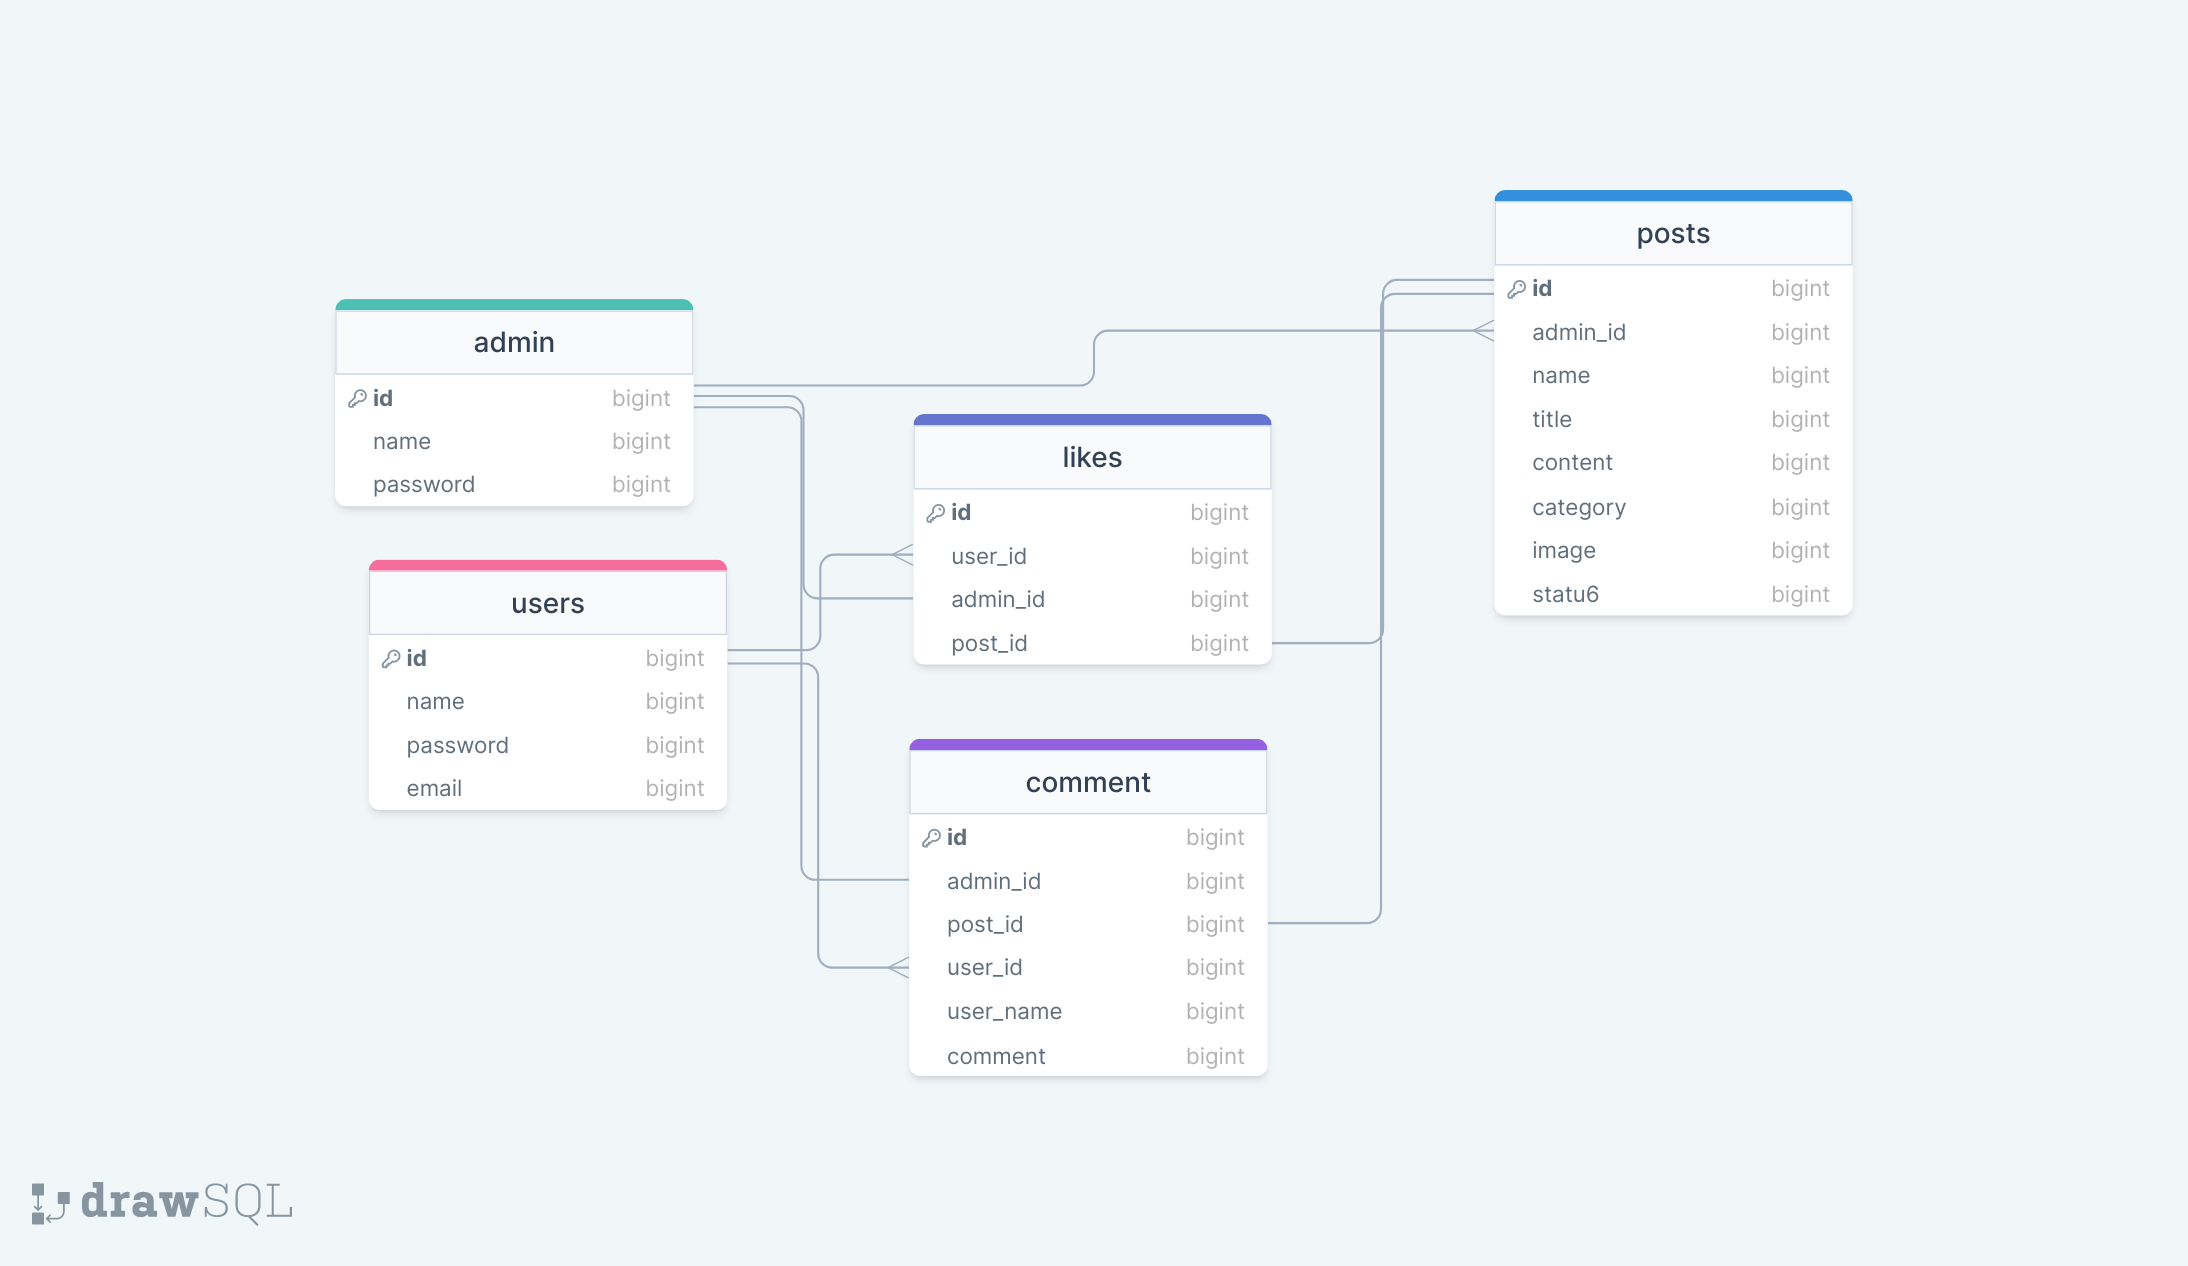 admin
id bigint
name bigint
password bigint
users
id bigint
name bigint
password bigint
email bigint
likes
id bigint
user_id bigint
admin_id bigint
post_id bigint
comment
id bigint
admin_id bigint
post_id bigint
user_id bigint
user_name bigint
comment bigint
posts
id bigint
admin_id bigint
name bigint
title bigint
content bigint
category bigint
image bigint
statu6 bigint
drawSQL